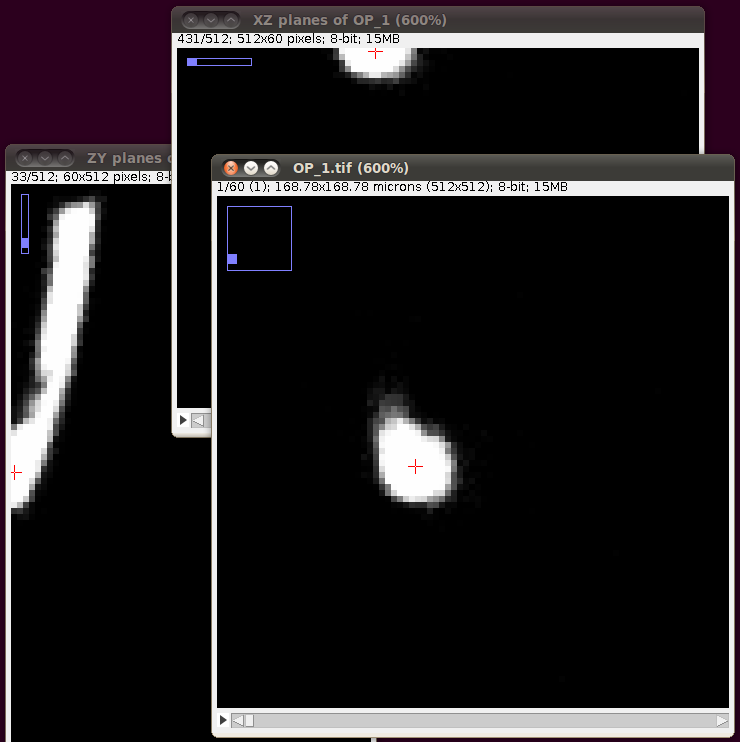 XZ planes of OP_1 (600%)
431/512; 512x60 pixels; 8-bit; 15MB
ZY planes
33/512; 60x512 pixels; 8-b
OP_1.tif (600%)
1/60 (1); 168.78x168.78 microns (512x512); 8-bit; 15MB